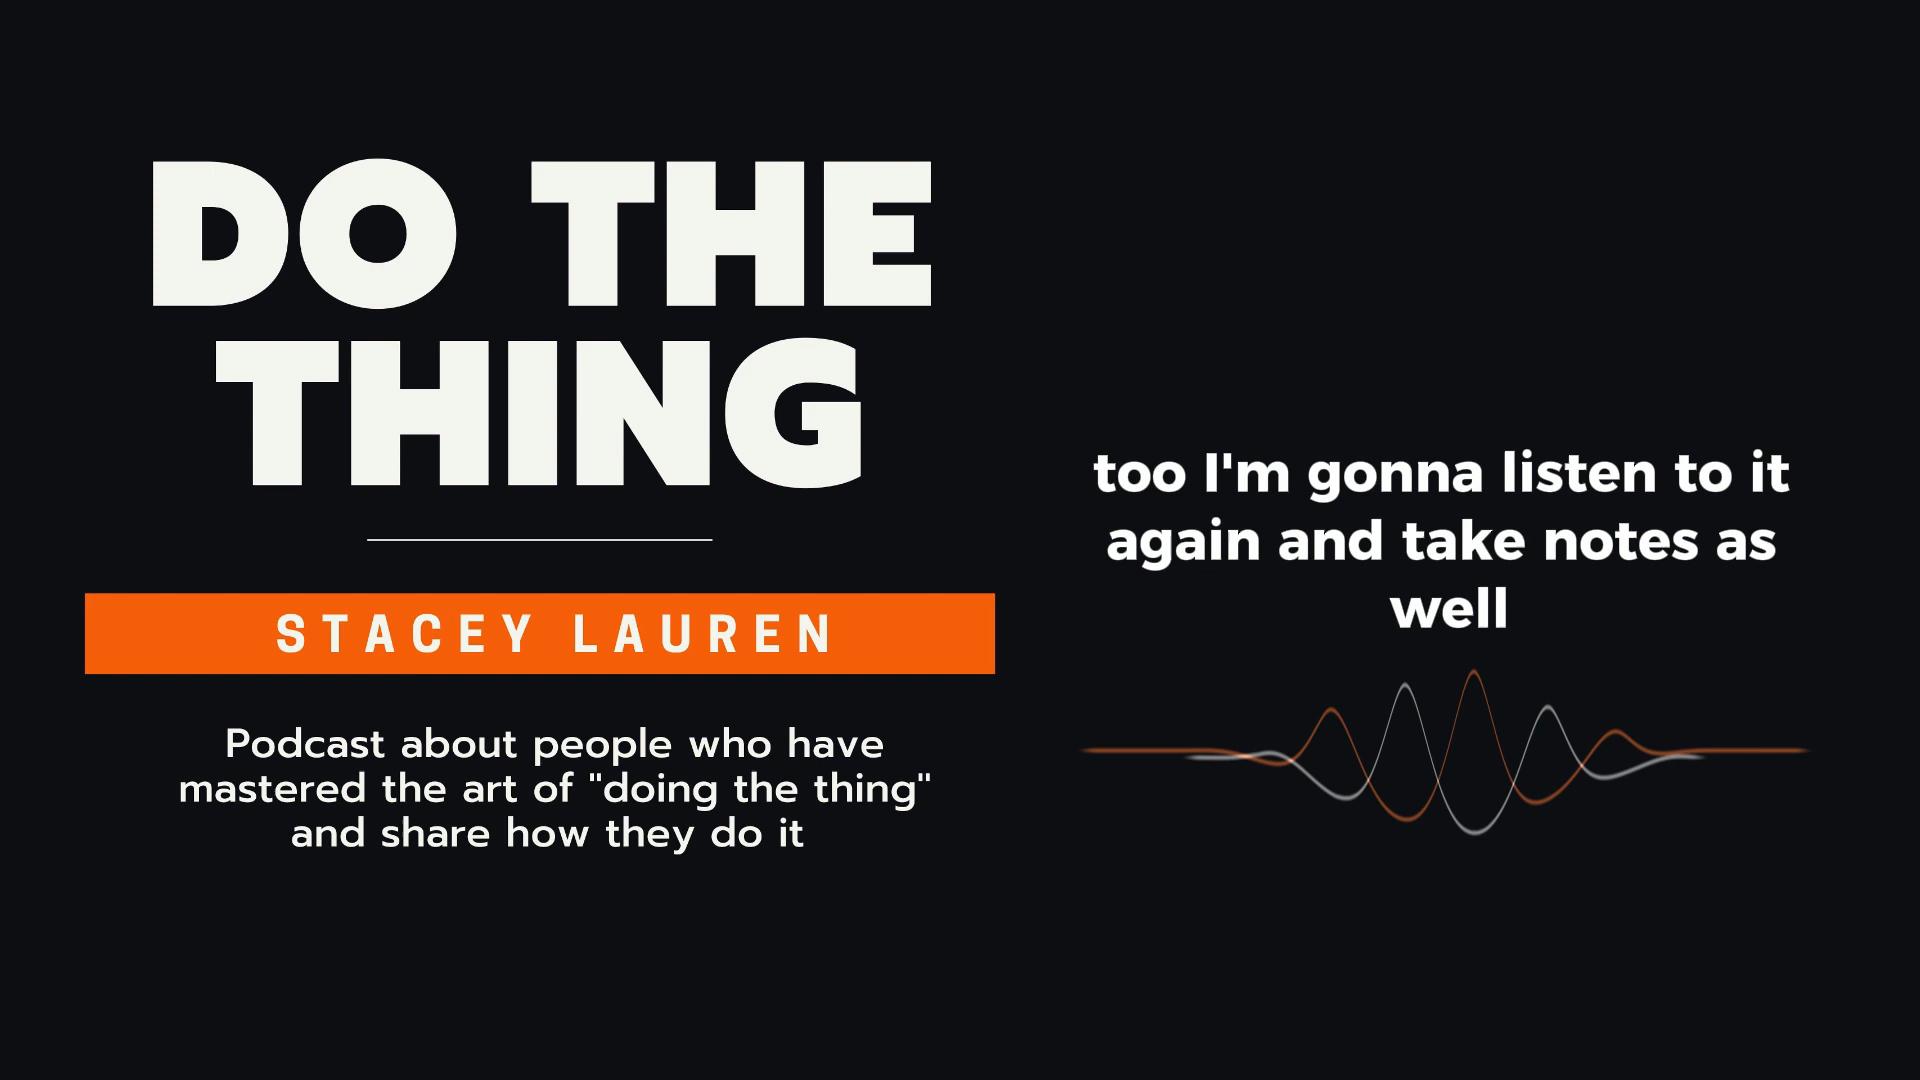 DO THE
THING
STACEY LAUREN
Podcast about people who have
mastered the art of "doing the thing"
and share how they do it
too I'm gonna listen to it
again and take notes as
well